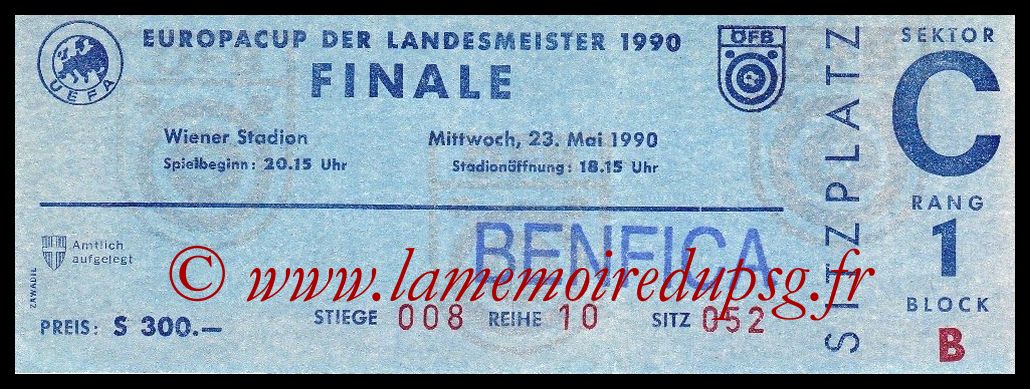 UEFA
EUROPACUP DER LANDESMEISTER 1990
FINALE
ÖFB
Wiener Stadion
Spielbeginn: 20.15 Uhr
Mittwoch, 23. Mai 1990
Stadionöffnung: 18.15 Uhr
BENFICA
Amtlich
aufgelegt
ZAWADIL
© www.lamemoiredupsg.fr
PREIS: S 300.—
STIEGE 008 REIHE 10 SITZ 052
SITZPLATZ
SEKTOR
C
RANG
1
BLOCK
B